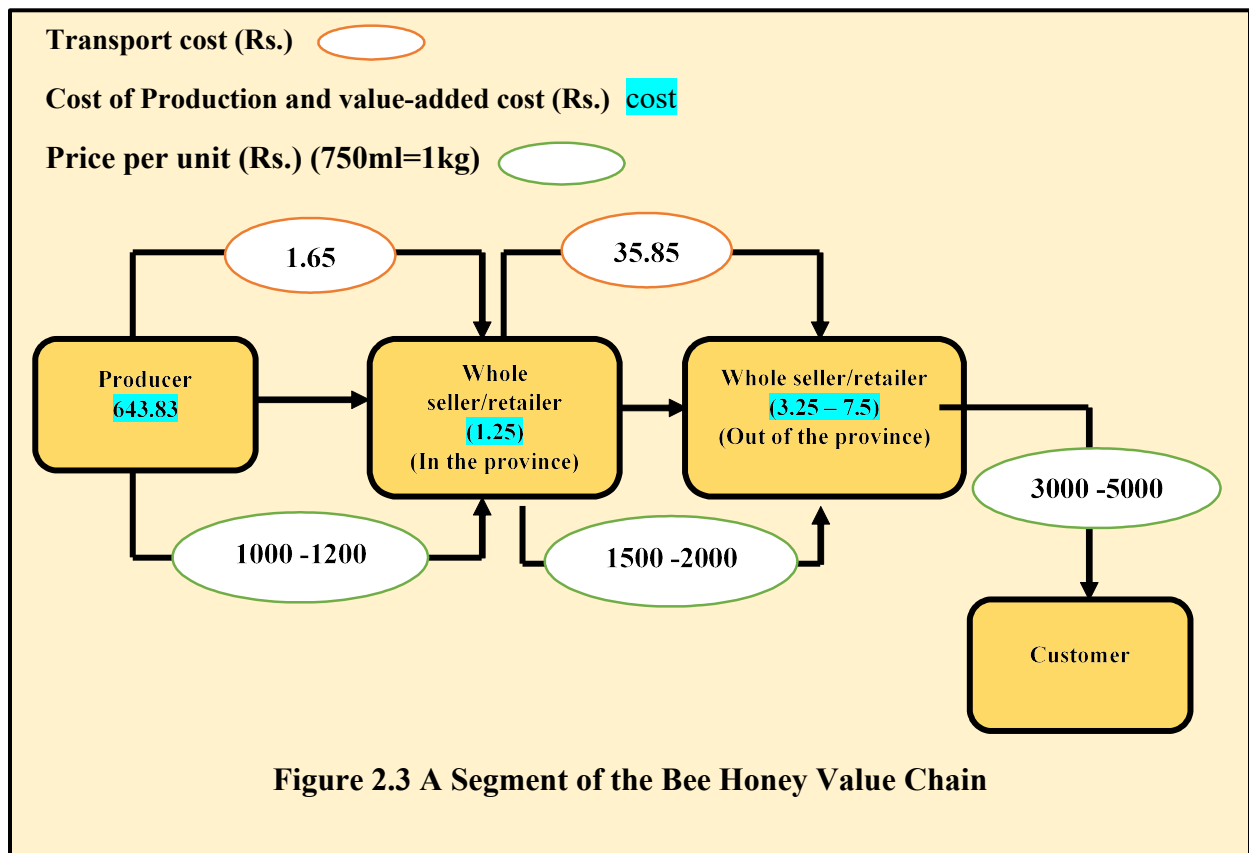 Transport cost (Rs.)
Cost of Production and value-added cost (Rs.) cost
Price per unit (Rs.) (750ml=1kg)
1.65
35.85
Producer
643.83
Whole
seller/retailer
(1.25)
(In the province)
Whole seller/retailer
(3.25 – 7.5)
(Out of the province)
3000 -5000
1000 -1200
1500 -2000
Customer
Figure 2.3 A Segment of the Bee Honey Value Chain